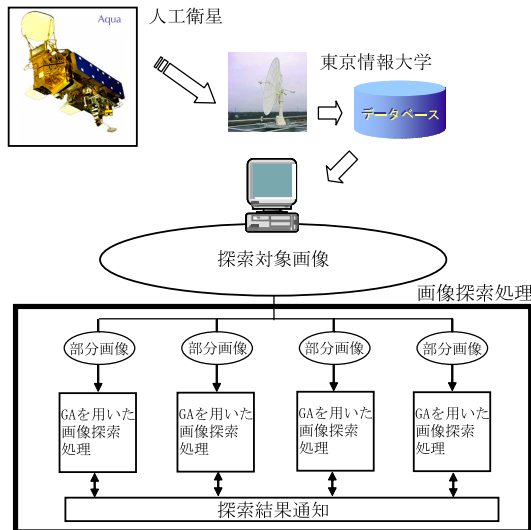 Aqua
人工衛星
東京情報大学
データベース
探索対象画像
画像探索処理
部分画像
部分画像
部分画像
部分画像
GAを用いた
画像探索
処理
GAを用いた
画像探索
処理
GAを用いた
画像探索
処理
GAを用いた
画像探索
処理
探索結果通知